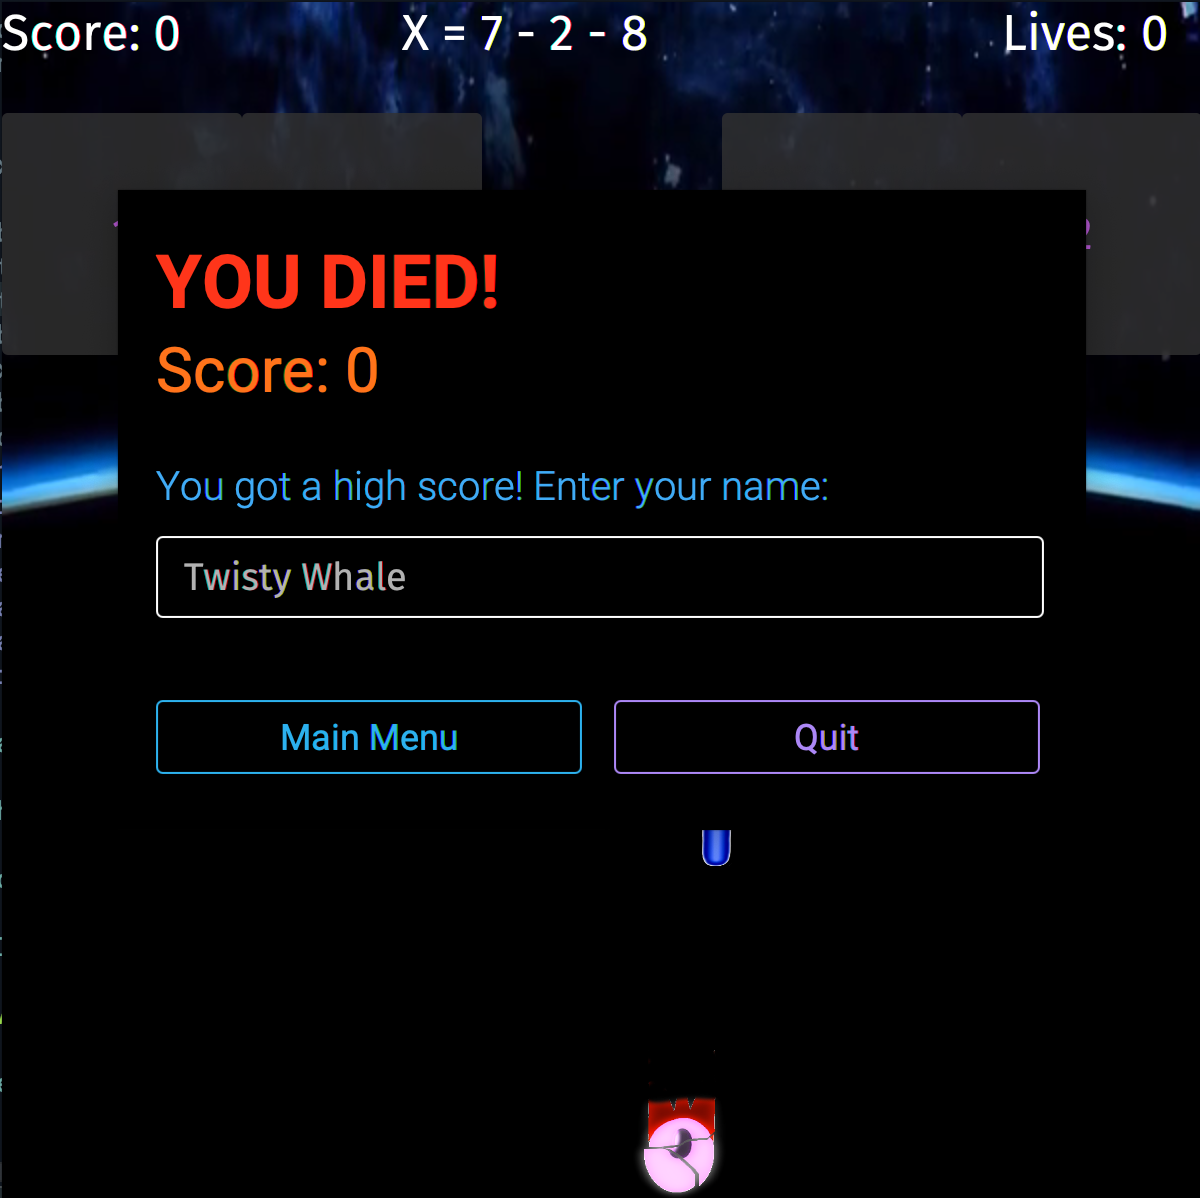 Score: 0
X = 7 - 2 - 8
Lives: 0
YOU DIED!
Score: 0
You got a high score! Enter your name:
Twisty Whale
Main Menu
Quit